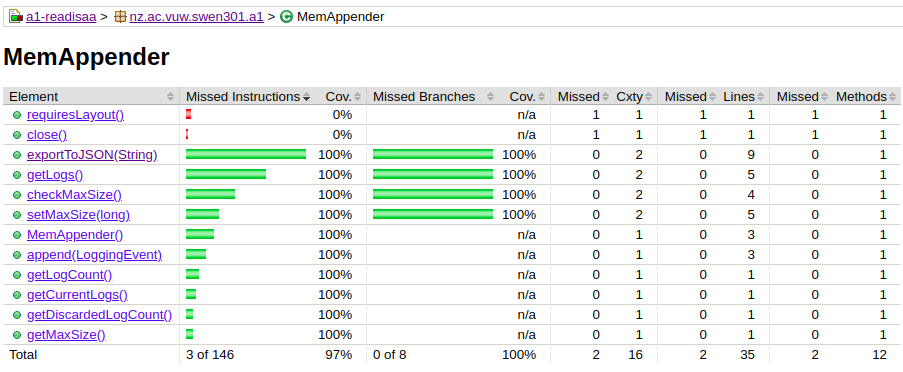 a1-readisaa > nz.ac.vuw.swen301.a1 > MemAppender
MemAppender
Element Missed Instructions Cov. Missed Branches Cov. Missed Cxty Missed Lines Missed Methods
requiresLayout() 0% n/a 1 1 1 1 1 1
close() 0% n/a 1 1 1 1 1 1
exportToJSON(String) 100% 100% 0 2 0 9 0 1
getLogs() 100% 100% 0 2 0 5 0 1
checkMaxSize() 100% 100% 0 2 0 4 0 1
setMaxSize(long) 100% 100% 0 2 0 5 0 1
MemAppender() 100% n/a 0 1 0 3 0 1
append(LoggingEvent) 100% n/a 0 1 0 3 0 1
getLogCount() 100% n/a 0 1 0 1 0 1
getCurrentLogs() 100% n/a 0 1 0 1 0 1
getDiscardedLogCount() 100% n/a 0 1 0 1 0 1
getMaxSize() 100% n/a 0 1 0 1 0 1
Total 3 of 146 97% 0 of 8 100% 2 16 2 35 2 12